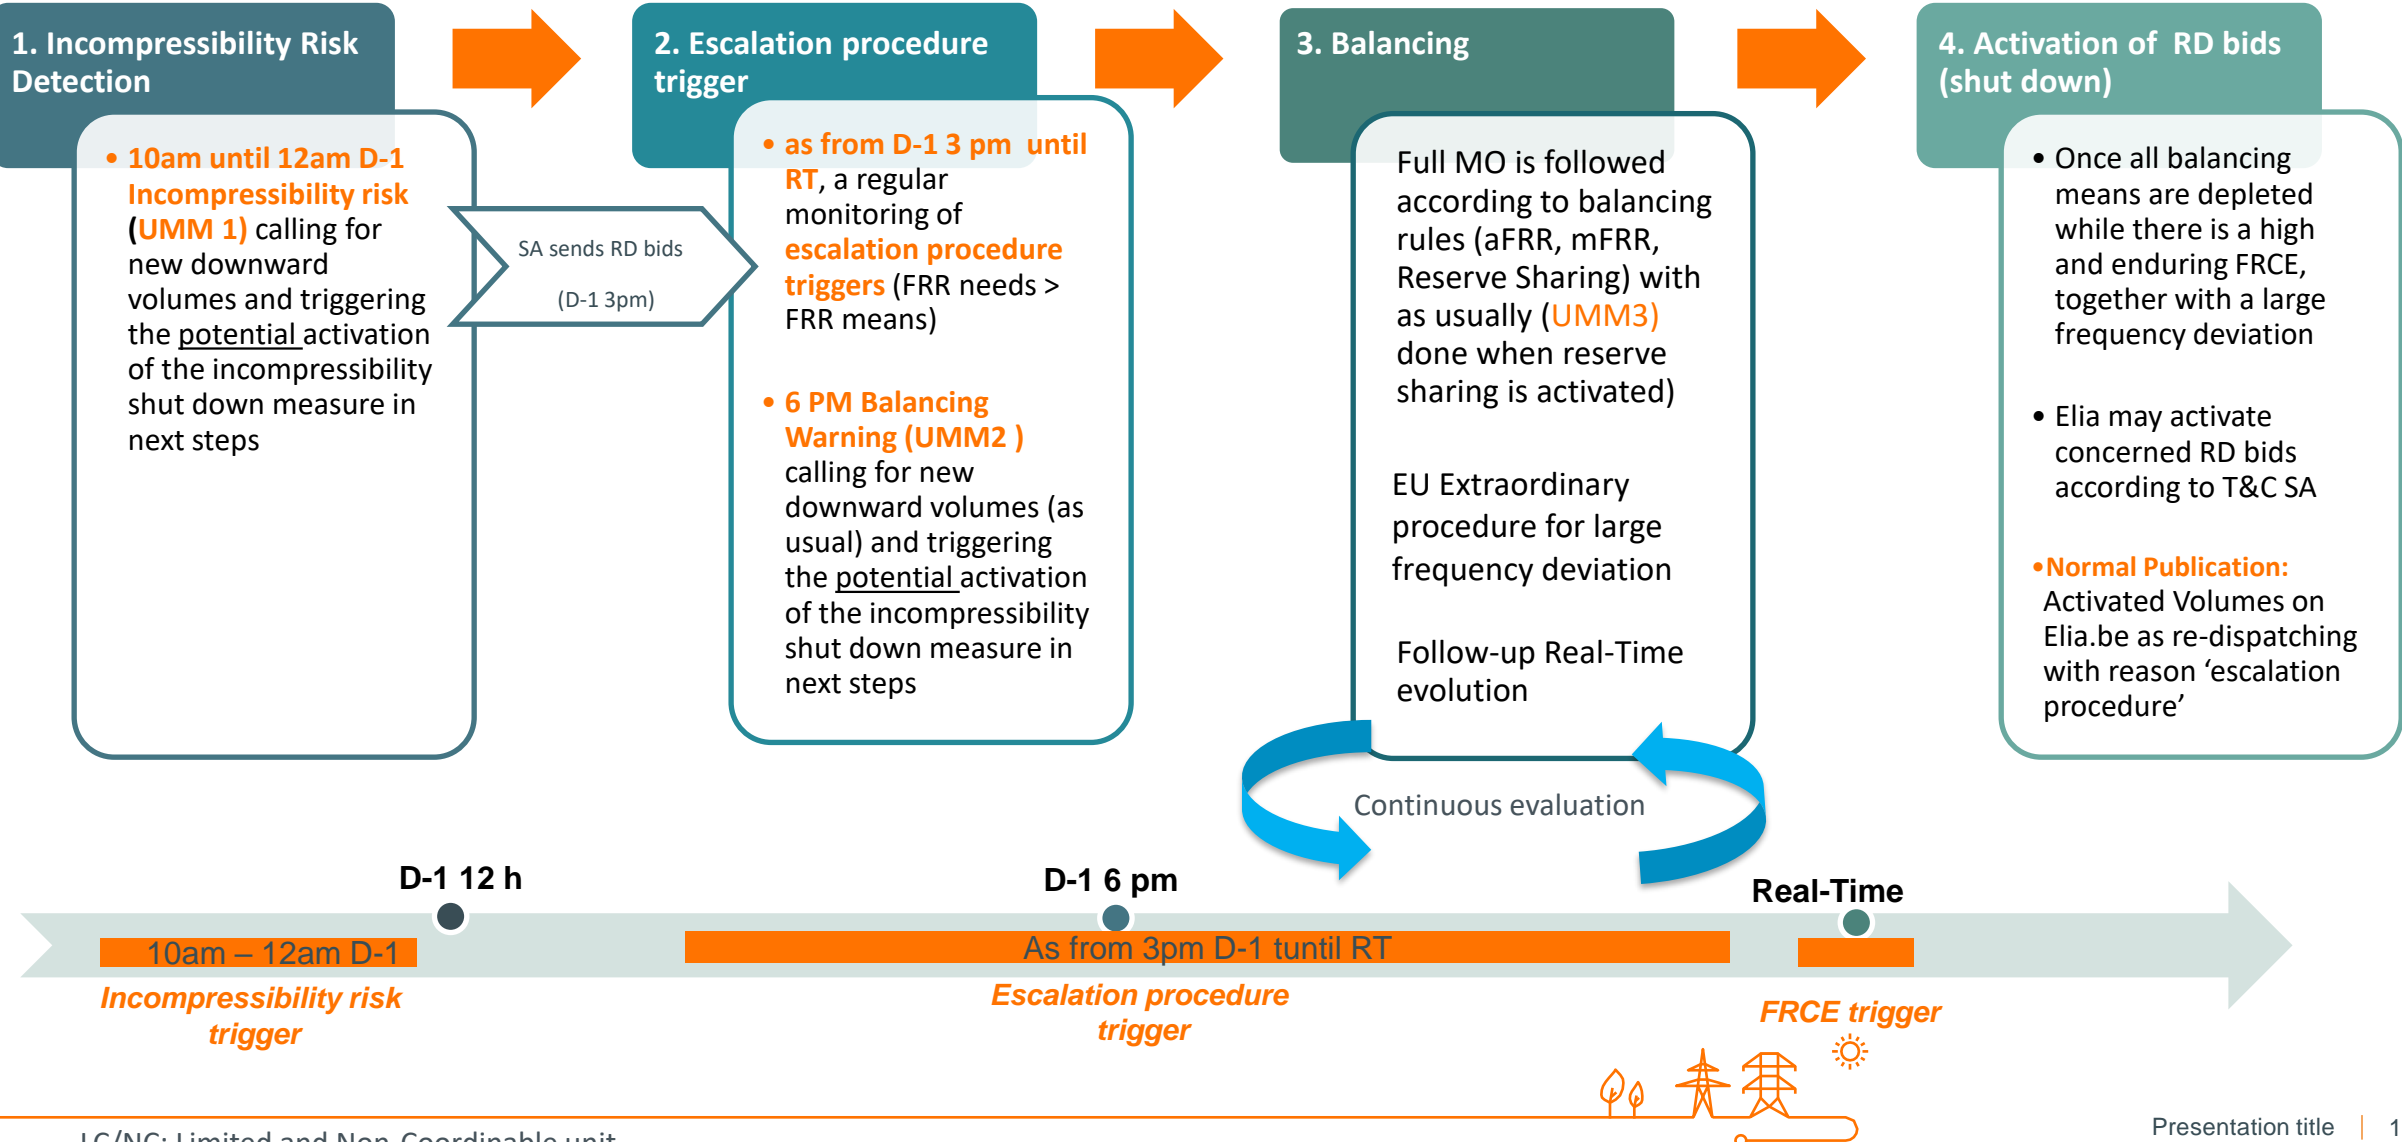 1. Incompressibility Risk
Detection
• 10am until 12am D-1
Incompressibility risk
(UMM 1) calling for
new downward
volumes and triggering
the potential activation
of the incompressibility
shut down measure in
next steps
SA sends RD bids
(D-1 3pm)
2. Escalation procedure
trigger
• as from D-1 3 pm until
RT, a regular
monitoring of
escalation procedure
triggers (FRR needs >
FRR means)
• 6 PM Balancing
Warning (UMM2 )
calling for new
downward volumes (as
usual) and triggering
the potential activation
of the incompressibility
shut down measure in
next steps
3. Balancing
Full MO is followed
according to balancing
rules (aFRR, mFRR,
Reserve Sharing) with
as usually (UMM3)
done when reserve
sharing is activated)
EU Extraordinary
procedure for large
frequency deviation
Follow-up Real-Time
evolution
Continuous evaluation
4. Activation of RD bids
(shut down)
• Once all balancing
means are depleted
while there is a high
and enduring FRCE,
together with a large
frequency deviation
• Elia may activate
concerned RD bids
according to T&C SA
•Normal Publication:
Activated Volumes on
Elia.be as re-dispatching
with reason ‘escalation
procedure’
D-1 12 h
D-1 6 pm
Real-Time
10am – 12am D-1
As from 3pm D-1 tuntil RT
Incompressibility risk
trigger
Escalation procedure
trigger
FRCE trigger
LC/NC: Limited and Non-Coordinable unit
Presentation title
1